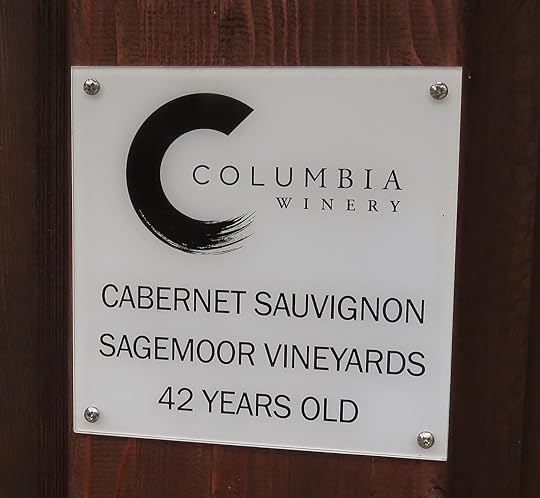 COLUMBIA
WINERY
CABERNET SAUVIGNON
SAGEMOOR VINEYARDS
42 YEARS OLD